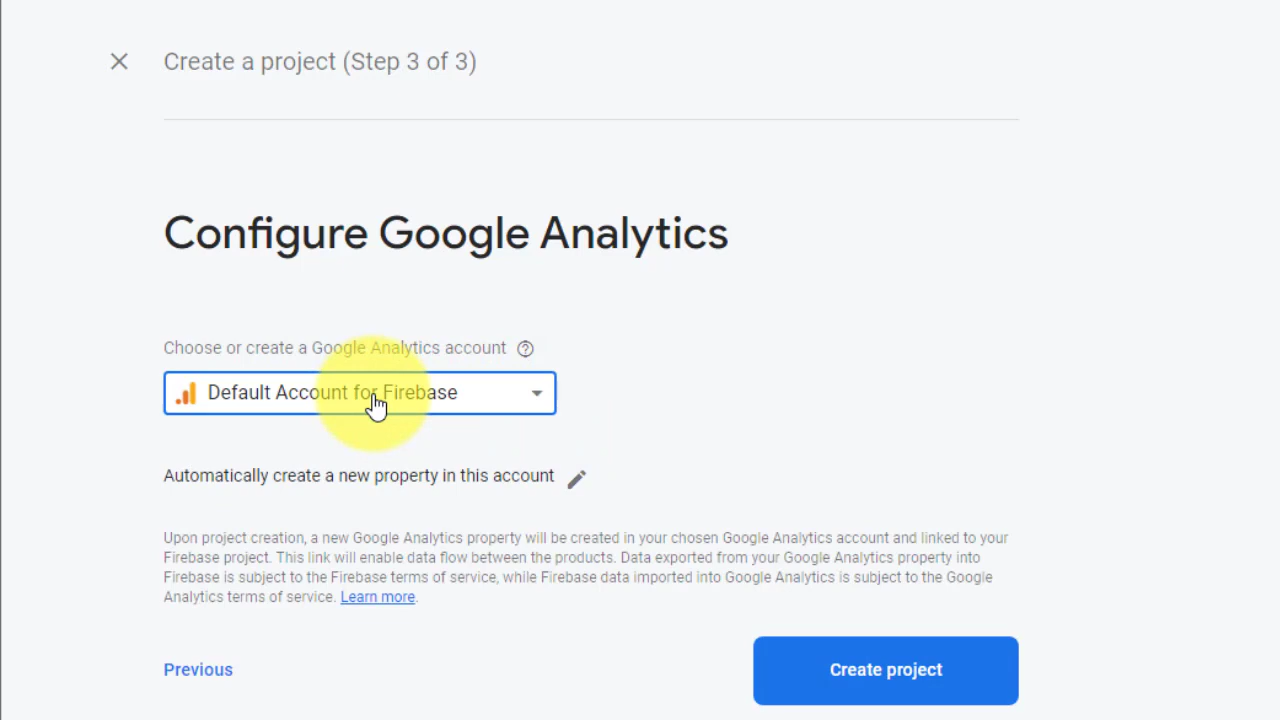 Create a project (Step 3 of 3)
Configure Google Analytics
Choose or create a Google Analytics account
Default Account for Firebase
Automatically create a new property in this account
Upon project creation, a new Google Analytics property will be created in your chosen Google Analytics account and linked to your
Firebase project. This link will enable data flow between the products. Data exported from your Google Analytics property into
Firebase is subject to the Firebase terms of service, while Firebase data imported into Google Analytics is subject to the Google
Analytics terms of service. Learn more.
Previous
Create project